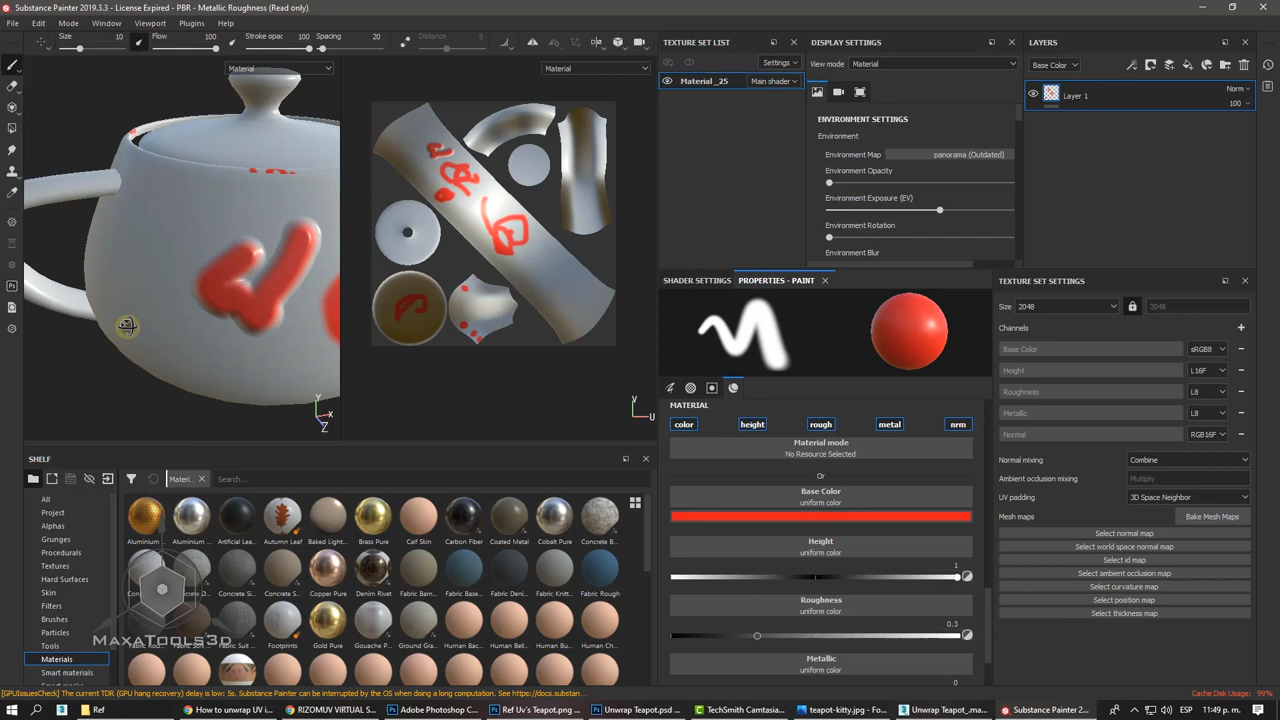 Substance Painter 2019.3.3 - License Expired - PBR - Metallic Roughness (Read only)
File Edit Mode Viewport Plugins Help
Size 10 Flow 100 Stroke opac 100 Spacing 20 Distance 8
Material
Material
TEXTURE SET LIST
Settings
Material_25 Main shader
DISPLAY SETTINGS
View mode Material
ENVIRONMENT SETTINGS
Environment
Environment Map panorama (Outdated)
Environment Opacity
Environment Exposure (EV)
Environment Rotation
Environment Blur
LAYERS
Base Color
Layer 1 Norm
100
Y
X
Z
V
U
SHADER SETTINGS PROPERTIES - PAINT
MATERIAL
color height rough metal nrm
Material mode
No Resource Selected
Or
Base Color
uniform color
Height
uniform color
1
Roughness
uniform color
0.3
Metallic
uniform color
0
TEXTURE SET SETTINGS
Size 2048 2048
Channels
Base Color sRGB8
Height L16F
Roughness L8
Metallic L8
Normal RGB16F
Normal mixing Combine
Ambient occlusion mixing Multiply
UV padding 3D Space Neighbor
Mesh maps Bake Mesh Maps
Select normal map
Select world space normal map
Select id map
Select ambient occlusion map
Select curvature map
Select position map
Select thickness map
SHELF
Materi... Search...
All
Project
Alphas
Grunges
Procedurals
Textures
Hard Surfaces
Skin
Filters
Brushes
Particles
Tools
Materials
Smart materials
Aluminium ... Aluminium ... Artificial Lea... Autumn Leaf Baked Light... Brass Pure Calf Skin Carbon Fiber Coated Metal Cobalt Pure Concrete B...
Concrete S... Concrete S... Copper Pure Denim Rivet Fabric Bam... Fabric Base... Fabric Deni... Fabric Knitt... Fabric Rough
Fabric Suit ... Footprints Gold Pure Gouache P... Ground Gra... Human Bac... Human Bell... Human Ch...
MAXATOOLS3D
[GPUIssuesCheck] The current TDR (GPU hang recovery) delay is low: 5s. Substance Painter can be interrupted by the OS when doing a long computation. See https://docs.substan...
Cache Disk Usage: 99%
Ref How to unwrap UV i... RIZOMUV VIRTUAL S... Adobe Photoshop C... Ref Uv´s Teapot.png ... Unwrap Teapot.psd ... TechSmith Camtasia... teapot-kitty.jpg - Fo... Unwrap Teapot_.ma... Substance Painter 2... ESP 11:49 p. m.